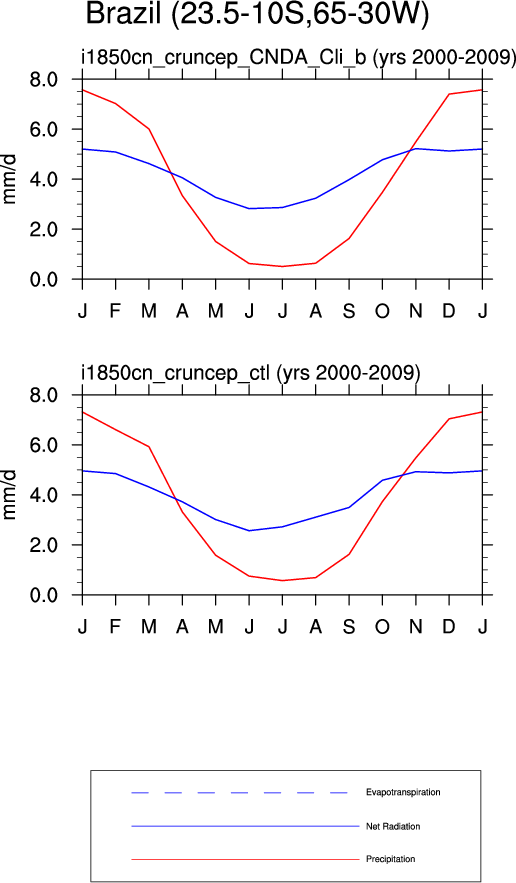 Brazil (23.5-10S,65-30W)
i1850cn_cruncep_CNDA_Cli_b (yrs 2000-2009)
8.0
6.0
4.0
2.0
0.0
mm/d
J F M A M J J A S O N D J
i1850cn_cruncep_ctl (yrs 2000-2009)
8.0
6.0
4.0
2.0
0.0
mm/d
J F M A M J J A S O N D J
Evapotranspiration
Net Radiation
Precipitation